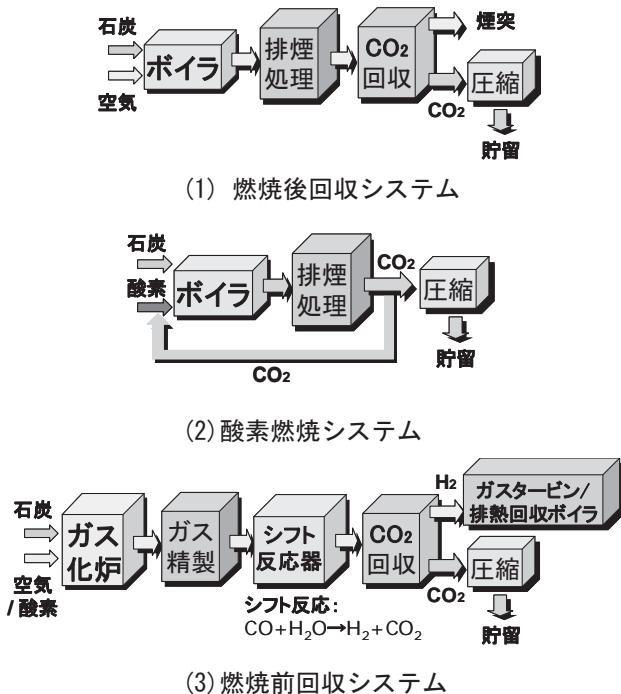 石炭
空気
ボイラ
排煙
処理
CO2
回収
煙突
CO2
圧縮
貯留
(1) 燃焼後回収システム
石炭
酸素
ボイラ
排煙
処理
CO2
圧縮
貯留
CO2
(2)酸素燃焼システム
石炭
空気
/ 酸素
ガス
化炉
ガス
精製
シフト
反応器
CO2
回収
H2
ガスタービン/
排熱回収ボイラ
CO2
圧縮
貯留
シフト反応：
CO+H₂O→H₂+CO₂
(3)燃焼前回収システム